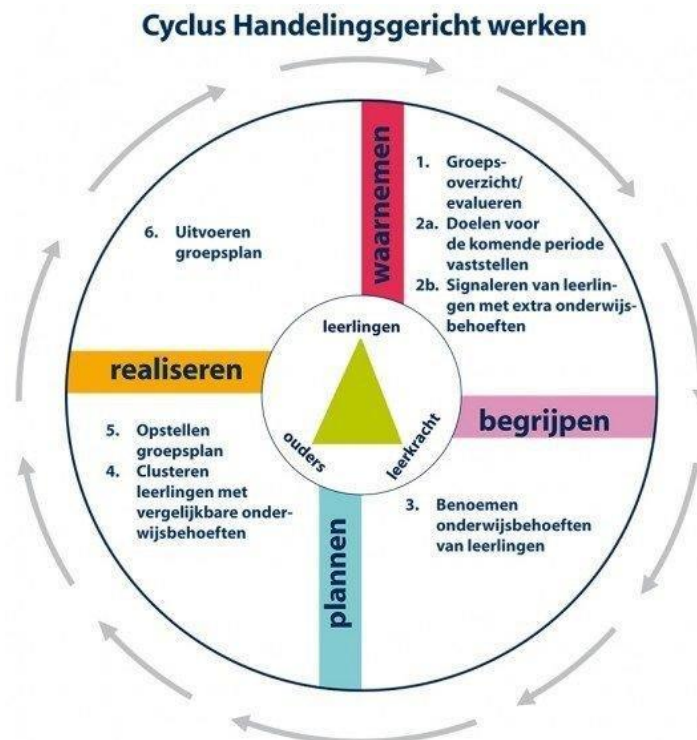 Cyclus Handelingsgericht werken
waarnemen
1. Groeps-
overzicht/
evalueren
2a. Doelen voor
de komende periode
vaststellen
2b. Signaleren van leerlin-
gen met extra onderwijs-
behoeften
begrijpen
3. Benoemen
onderwijsbehoeften
van leerlingen
plannen
5. Opstellen
groepsplan
4. Clusteren
leerlingen met
vergelijkbare onder-
wijsbehoeften
realiseren
6. Uitvoeren
groepsplan
leerlingen
ouders
leerkracht